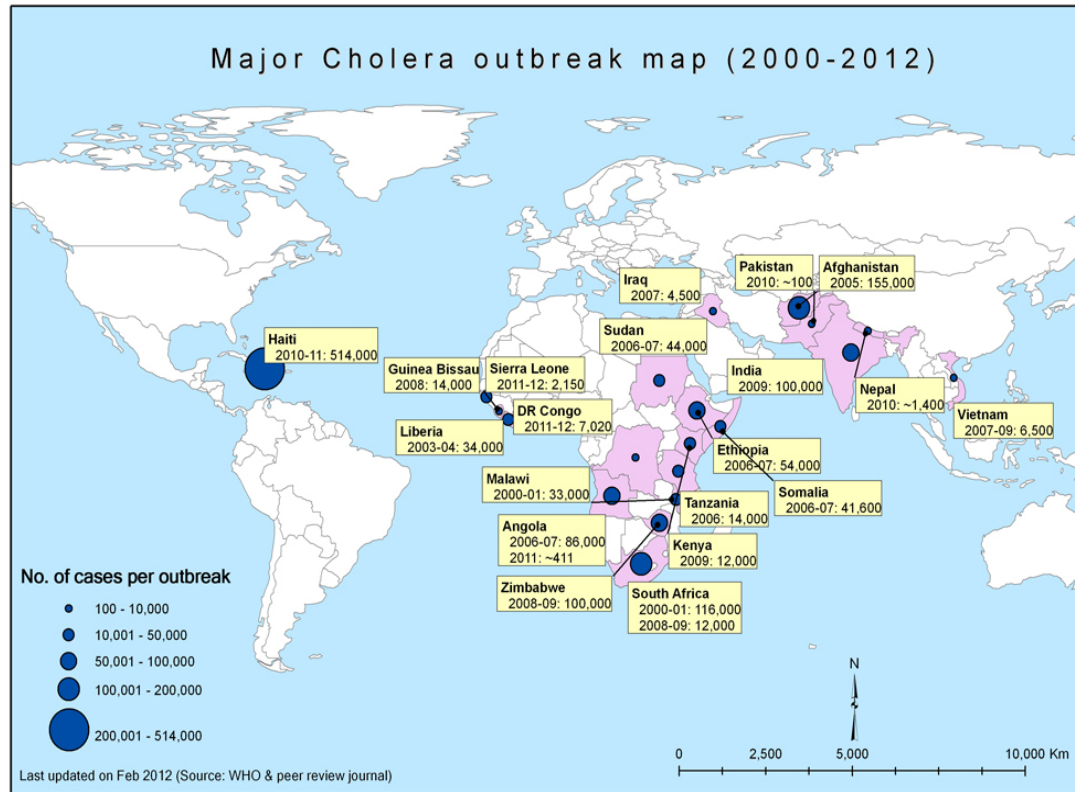 Major Cholera outbreak map (2000-2012)
Pakistan
2010: ~100
Afghanistan
2005: 155,000
Iraq
2007: 4,500
Sudan
2006-07: 44,000
Haiti
2010-11: 514,000
Guinea Bissau
2008: 14,000
Sierra Leone
2011-12: 2,150
India
2009: 100,000
Nepal
2010: ~1,400
DR Congo
2011-12: 7,020
Vietnam
2007-09: 6,500
Liberia
2003-04: 34,000
Ethiopia
2006-07: 54,000
Malawi
2000-01: 33,000
Somalia
2006-07: 41,600
Tanzania
2006: 14,000
Angola
2006-07: 86,000
2011: ~411
Kenya
2009: 12,000
Zimbabwe
2008-09: 100,000
South Africa
2000-01: 116,000
2008-09: 12,000
No. of cases per outbreak
100 - 10,000
10,001 - 50,000
50,001 - 100,000
100,001 - 200,000
200,001 - 514,000
Last updated on Feb 2012 (Source: WHO & peer review journal)
N
0 2,500 5,000 10,000 Km